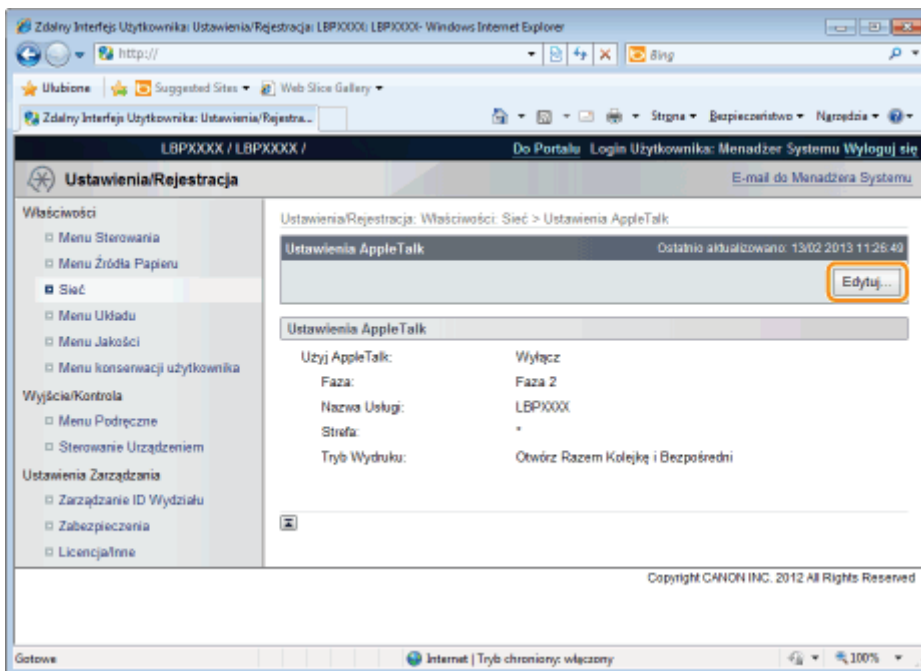 Zdalny Interfejs Użytkownika: Ustawienia/Rejestracja: LBPXXXX: LBPXXXX- Windows Internet Explorer
http://
Bing
Ulubione Suggested Sites Web Slice Gallery
Zdalny Interfejs Użytkownika: Ustawienia/Rejestra... Strona Bezpieczeństwo Narzędzia
LBPXXXX / LBPXXXX / Do Portalu Login Użytkownika: Menadżer Systemu Wyloguj się
Ustawienia/Rejestracja E-mail do Menadżera Systemu
Właściwości
Menu Sterowania
Menu Źródła Papieru
Sieć
Menu Układu
Menu Jakości
Menu konserwacji użytkownika
Wyjście/Kontrola
Menu Podręczne
Sterowanie Urządzeniem
Ustawienia Zarządzania
Zarządzanie ID Wydziału
Zabezpieczenia
Licencja/Inne
Ustawienia/Rejestracja: Właściwości: Sieć > Ustawienia AppleTalk
Ustawienia AppleTalk Ostatnio aktualizowano: 13/02 2013 11:26:49
Edytuj...
Ustawienia AppleTalk
Użyj AppleTalk: Wyłącz
Faza: Faza 2
Nazwa Usługi: LBPXXXX
Strefa: *
Tryb Wydruku: Otwórz Razem Kolejkę i Bezpośredni
Copyright CANON INC. 2012 All Rights Reserved
Gotowe Internet | Tryb chroniony: włączony 100%